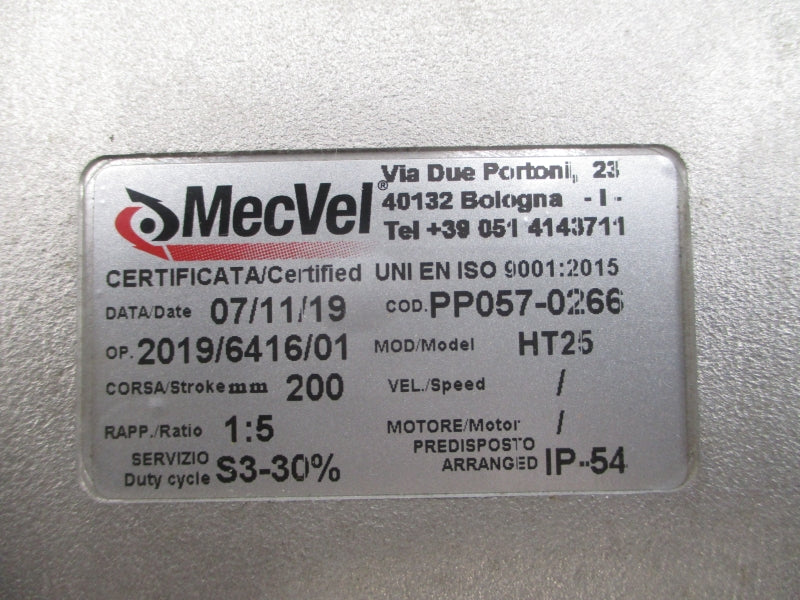 MecVel®
Via Due Portoni, 23
40132 Bologna - I -
Tel +39 051 4143711
CERTIFICATA/Certified UNI EN ISO 9001:2015
DATA/Date 07/11/19 COD. PP057-0266
OP. 2019/6416/01 MOD/Model HT25
CORSA/Stroke mm 200 VEL./Speed /
RAPP./Ratio 1:5 MOTORE/Motor /
SERVIZIO
Duty cycle S3-30%
PREDISPOSTO
ARRANGED IP-54